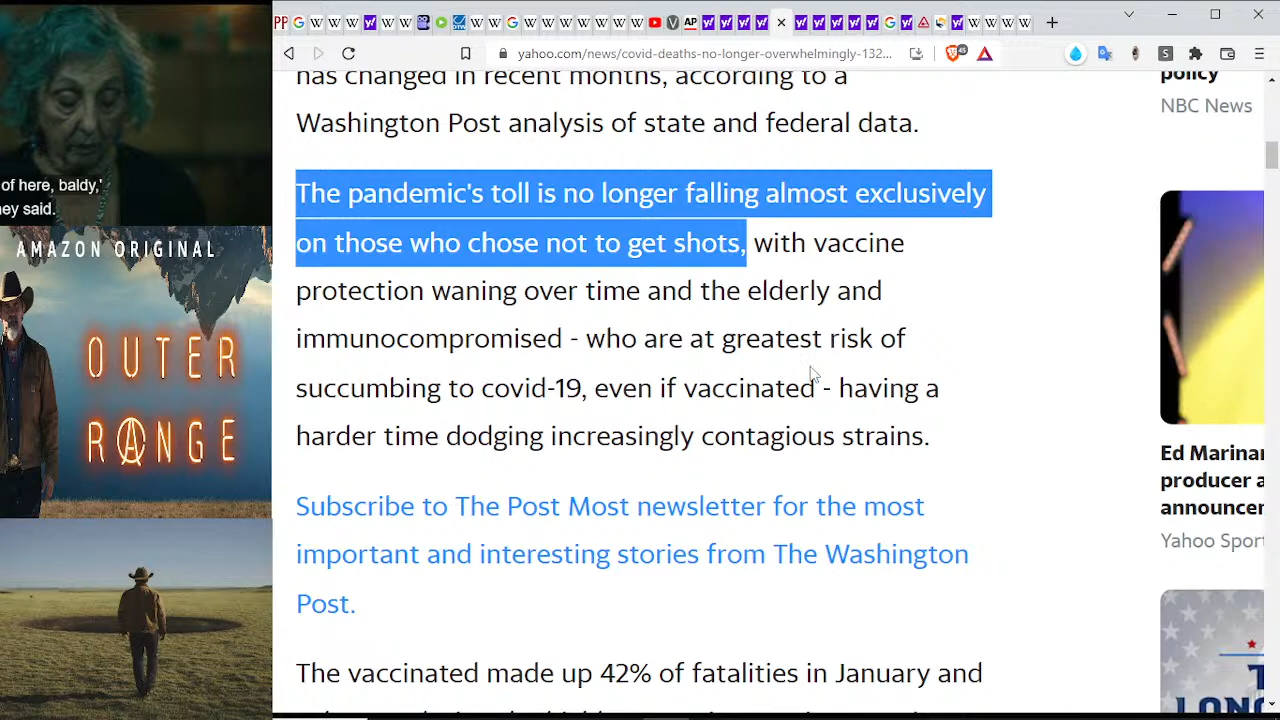 of here, baldy,'
ey said.
AMAZON ORIGINAL
OUTER
RANGE
yahoo.com/news/covid-deaths-no-longer-overwhelmingly-132...
45
has changed in recent months, according to a
Washington Post analysis of state and federal data.
The pandemic's toll is no longer falling almost exclusively
on those who chose not to get shots, with vaccine
protection waning over time and the elderly and
immunocompromised - who are at greatest risk of
succumbing to covid-19, even if vaccinated - having a
harder time dodging increasingly contagious strains.
Subscribe to The Post Most newsletter for the most
important and interesting stories from The Washington
Post.
The vaccinated made up 42% of fatalities in January and
policy
NBC News
Ed Marinar
producer a
announcer
Yahoo Sport
LON